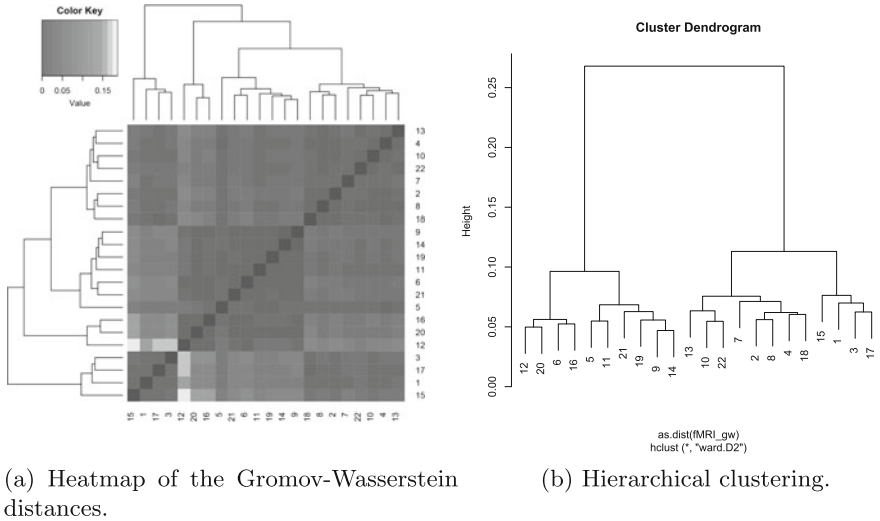 Color Key
0 0.05 0.15
Value
13
4
10
22
7
2
8
18
9
14
19
11
6
21
5
16
20
12
3
17
1
15
15 1 17 3 12 20 16 5 21 6 11 19 14 9 18 8 2 7 22 10 4 13
Cluster Dendrogram
Height
0.00 0.05 0.10 0.15 0.20 0.25
12 20 6 16 5 11 21 19 9 14 13 10 22 7 2 8 4 18 15 1 3 17
as.dist(fMRI_gw)
hclust (*, "ward.D2")
(a) Heatmap of the Gromov-Wasserstein
distances.
(b) Hierarchical clustering.